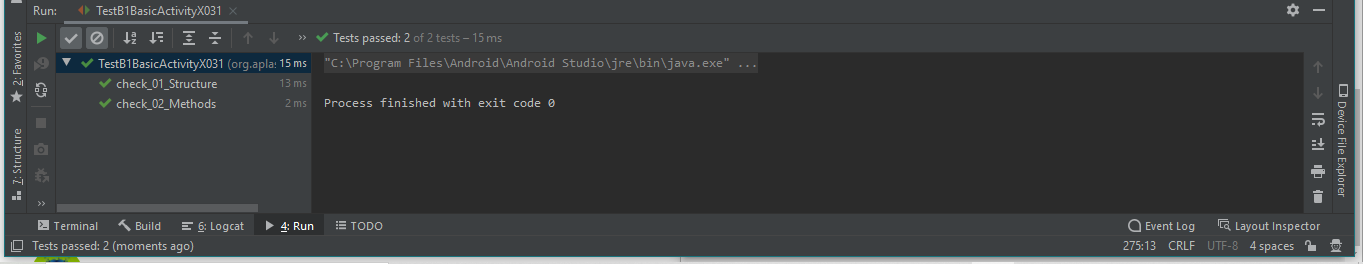 Run: TestB1BasicActivityX031
Tests passed: 2 of 2 tests – 15 ms
TestB1BasicActivityX031 (org.apla: 15 ms
check_01_Structure 13 ms
check_02_Methods 2 ms
"C:\Program Files\Android\Android Studio\jre\bin\java.exe" ...
Process finished with exit code 0
2: Favorites
7: Structure
Device File Explorer
Terminal Build 6: Logcat 4: Run TODO Event Log Layout Inspector
Tests passed: 2 (moments ago) 275:13 CRLF UTF-8 4 spaces